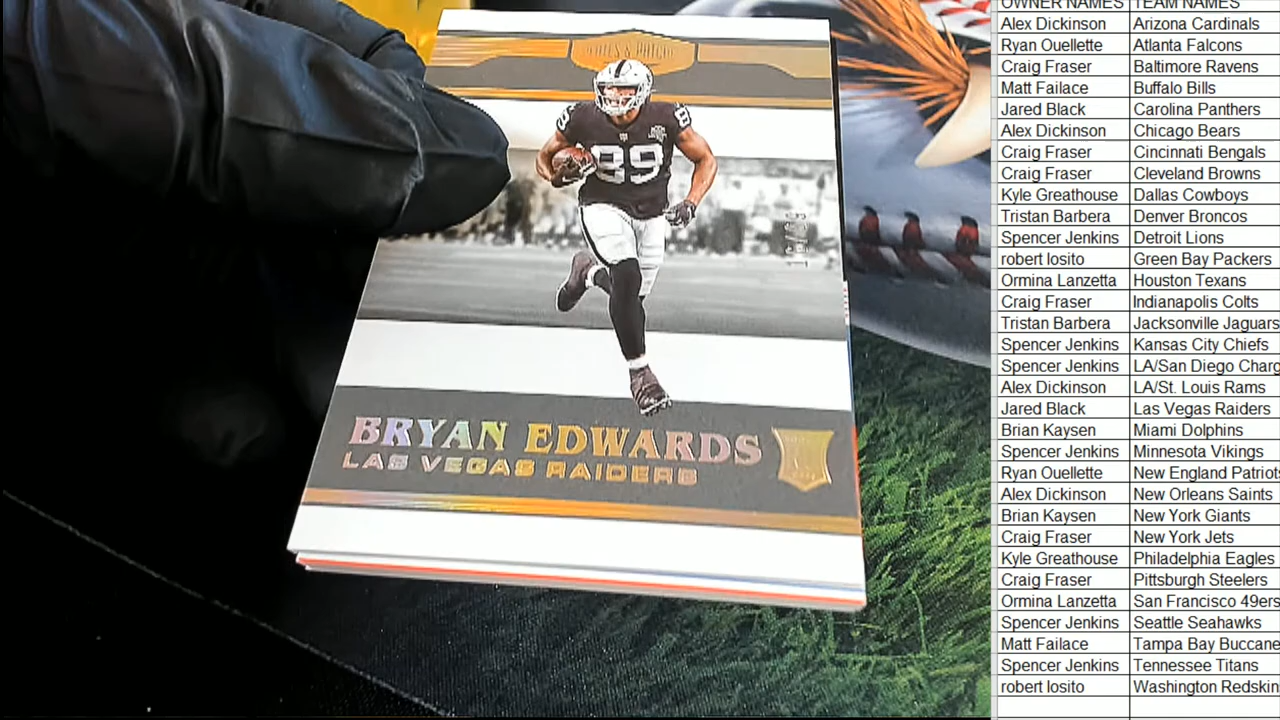 PLATES & PATCHES
89
89
BRYAN EDWARDS
LAS VEGAS RAIDERS
OWNER NAMES TEAM NAMES
Alex Dickinson Arizona Cardinals
Ryan Ouellette Atlanta Falcons
Craig Fraser Baltimore Ravens
Matt Failace Buffalo Bills
Jared Black Carolina Panthers
Alex Dickinson Chicago Bears
Craig Fraser Cincinnati Bengals
Craig Fraser Cleveland Browns
Kyle Greathouse Dallas Cowboys
Tristan Barbera Denver Broncos
Spencer Jenkins Detroit Lions
robert Iosito Green Bay Packers
Ormina Lanzetta Houston Texans
Craig Fraser Indianapolis Colts
Tristan Barbera Jacksonville Jaguars
Spencer Jenkins Kansas City Chiefs
Spencer Jenkins LA/San Diego Charg
Alex Dickinson LA/St. Louis Rams
Jared Black Las Vegas Raiders
Brian Kaysen Miami Dolphins
Spencer Jenkins Minnesota Vikings
Ryan Ouellette New England Patriots
Alex Dickinson New Orleans Saints
Brian Kaysen New York Giants
Craig Fraser New York Jets
Kyle Greathouse Philadelphia Eagles
Craig Fraser Pittsburgh Steelers
Ormina Lanzetta San Francisco 49ers
Spencer Jenkins Seattle Seahawks
Matt Failace Tampa Bay Buccane
Spencer Jenkins Tennessee Titans
robert Iosito Washington Redskin